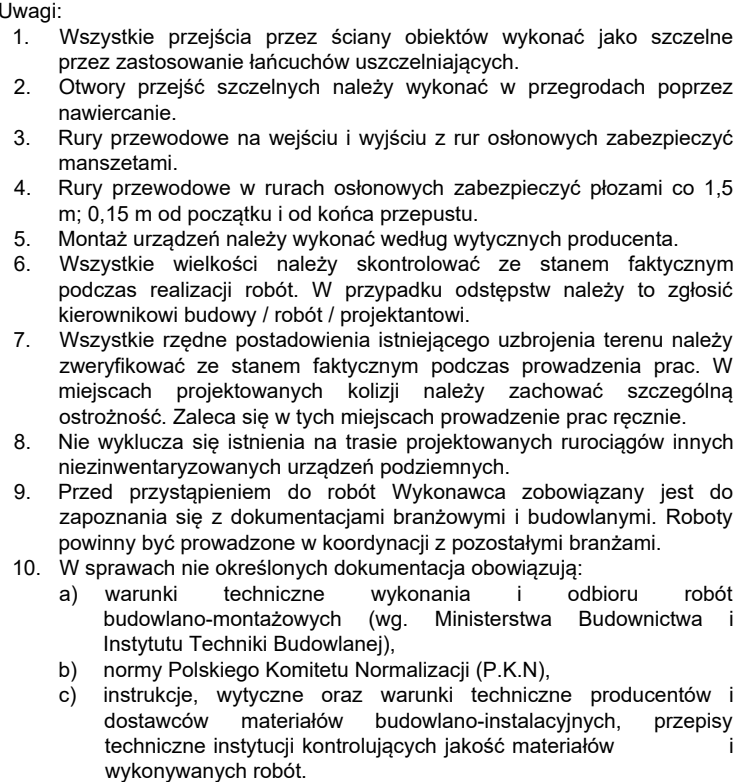 Uwagi:
1. Wszystkie przejścia przez ściany obiektów wykonać jako szczelne
przez zastosowanie łańcuchów uszczelniających.
2. Otwory przejść szczelnych należy wykonać w przegrodach poprzez
nawiercanie.
3. Rury przewodowe na wejściu i wyjściu z rur osłonowych zabezpieczyć
manszetami.
4. Rury przewodowe w rurach osłonowych zabezpieczyć płozami co 1,5
m; 0,15 m od początku i od końca przepustu.
5. Montaż urządzeń należy wykonać według wytycznych producenta.
6. Wszystkie wielkości należy skontrolować ze stanem faktycznym
podczas realizacji robót. W przypadku odstępstw należy to zgłosić
kierownikowi budowy / robót / projektantowi.
7. Wszystkie rzędne postadowienia istniejącego uzbrojenia terenu należy
zweryfikować ze stanem faktycznym podczas prowadzenia prac. W
miejscach projektowanych kolizji należy zachować szczególną
ostrożność. Zaleca się w tych miejscach prowadzenie prac ręcznie.
8. Nie wyklucza się istnienia na trasie projektowanych rurociągów innych
niezinwentaryzowanych urządzeń podziemnych.
9. Przed przystąpieniem do robót Wykonawca zobowiązany jest do
zapoznania się z dokumentacjami branżowymi i budowlanymi. Roboty
powinny być prowadzone w koordynacji z pozostałymi branżami.
10. W sprawach nie określonych dokumentacja obowiązują:
a) warunki techniczne wykonania i odbioru robót
budowlano-montażowych (wg. Ministerstwa Budownictwa i
Instytutu Techniki Budowlanej),
b) normy Polskiego Komitetu Normalizacji (P.K.N),
c) instrukcje, wytyczne oraz warunki techniczne producentów i
dostawców materiałów budowlano-instalacyjnych, przepisy
techniczne instytucji kontrolujących jakość materiałów i
wykonywanych robót.